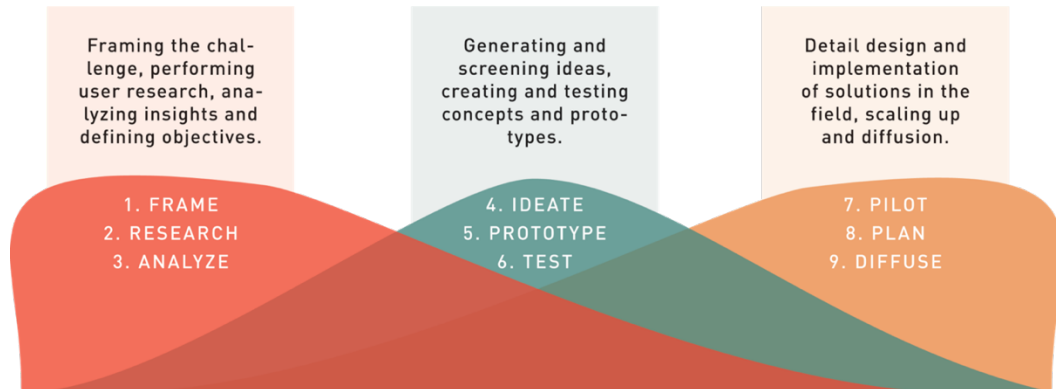 Framing the chal-
lenge, performing
user research, ana-
lyzing insights and
defining objectives.
1. FRAME
2. RESEARCH
3. ANALYZE
Generating and
screening ideas,
creating and testing
concepts and proto-
types.
4. IDEATE
5. PROTOTYPE
6. TEST
Detail design and
implementation
of solutions in the
field, scaling up
and diffusion.
7. PILOT
8. PLAN
9. DIFFUSE